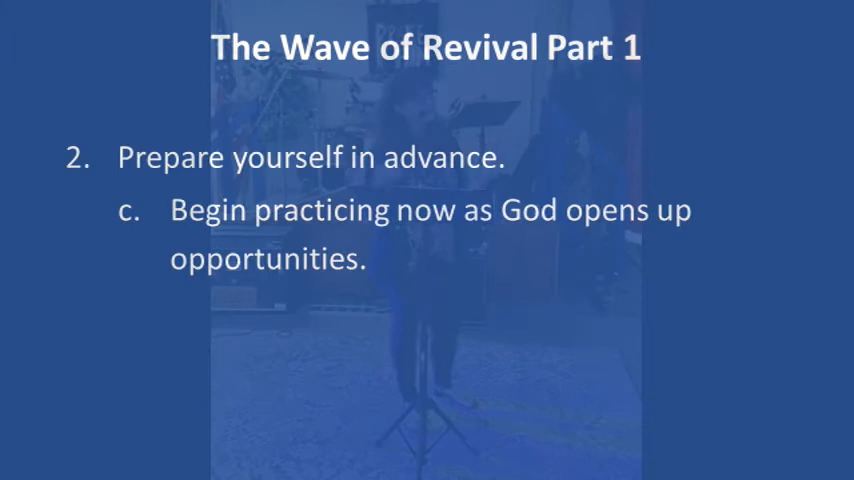 The Wave of Revival Part 1
2. Prepare yourself in advance.
c. Begin practicing now as God opens up
opportunities.